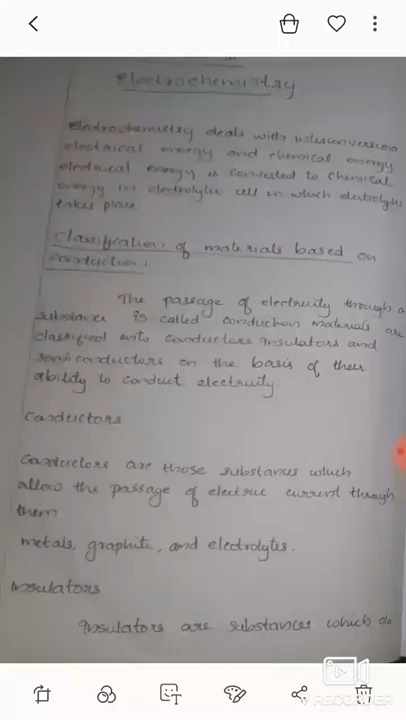 Electrochemistry
Electrochemistry deals with interconversion
electrical energy and chemical energy
electrical energy is converted to chemical
energy in electrolytic cell in which electrolysis
takes place
Classification of materials based on
conduction
The passage of electricity through a
substance is called conduction materials are
classified into conductors insulators and
semi conductors on the basis of their
ability to conduct electricity.
Conductors
Conductors are those substances which
allow the passage of electric current through
them
metals, graphite, and electrolytes.
Insulators
Insulators are substances which do
RECORDER